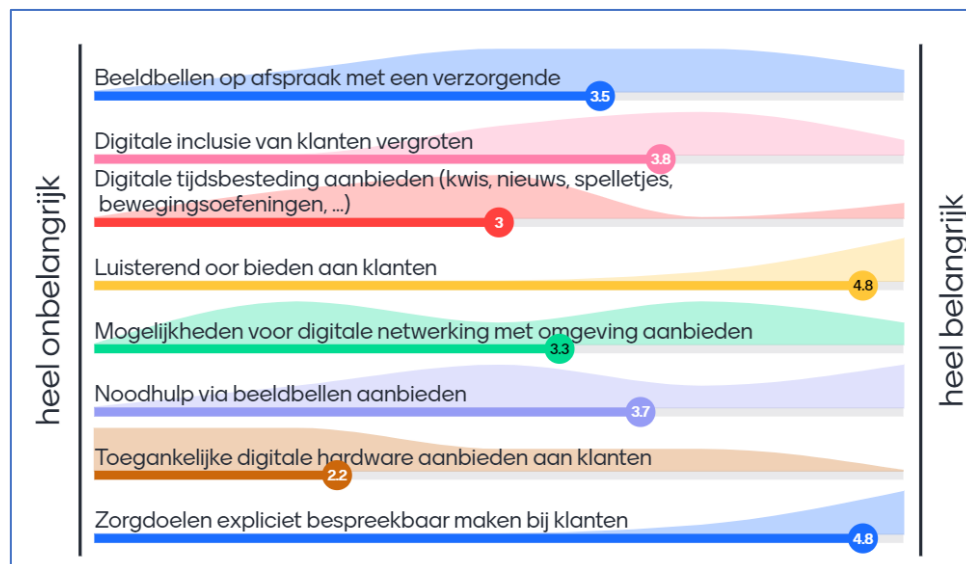 heel onbelangrijk
Beeldbellen op afspraak met een verzorgende
3.5
Digitale inclusie van klanten vergroten
3.8
Digitale tijdsbesteding aanbieden (kwis, nieuws, spelletjes,
bewegingsoefeningen, ...)
3
Luisterend oor bieden aan klanten
4.8
Mogelijkheden voor digitale netwerking met omgeving aanbieden
3.3
Noodhulp via beeldbellen aanbieden
3.7
Toegankelijke digitale hardware aanbieden aan klanten
2.2
Zorgdoelen expliciet bespreekbaar maken bij klanten
4.8
heel belangrijk